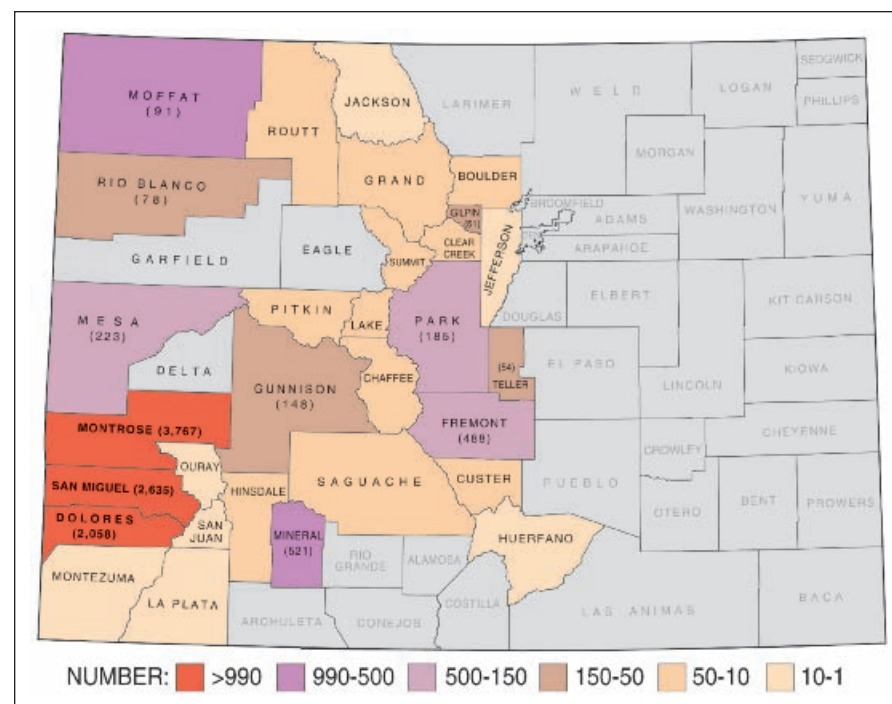 SEDGWICK
MOFFAT
(91)
JACKSON
LARIMER
WELD
LOGAN
PHILLIPS
ROUTT
MORGAN
RIO BLANCO
(78)
GRAND
BOULDER
WASHINGTON
YUMA
BROOMFIELD
GILPIN
(61)
ADAMS
CLEAR
CREEK
ARAPAHOE
GARFIELD
EAGLE
SUMMIT
JEFFERSON
DOUGLAS
ELBERT
KIT CARSON
PITKIN
LAKE
PARK
(185)
MESA
(223)
DELTA
GUNNISON
(148)
CHAFFEE
(54)
TELLER
EL PASO
LINCOLN
KIOWA
MONTROSE (3,767)
FREMONT
(488)
CROWLEY
CHEYENNE
OURAY
SAN MIGUEL (2,635)
HINSDALE
SAGUACHE
CUSTER
PUEBLO
OTERO
BENT
PROWERS
DOLORES
(2,058)
SAN
JUAN
MINERAL
(521)
HUERFANO
RIO
GRANDE
ALAMOSA
MONTEZUMA
LA PLATA
ARCHULETA
CONEJOS
COSTILLA
LAS ANIMAS
BACA
NUMBER: >990 990-500 500-150 150-50 50-10 10-1